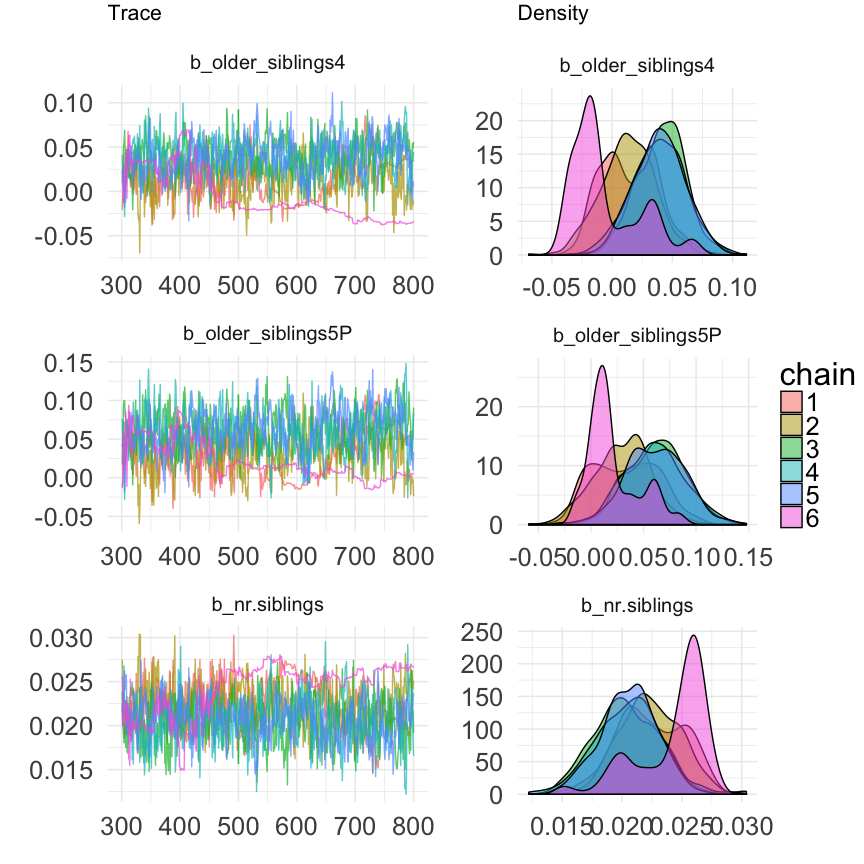 Trace
Density
b_older_siblings4
0.10
0.05
0.00
-0.05
300 400 500 600 700 800
b_older_siblings4
20
15
10
5
0
-0.05 0.00 0.05 0.10
b_older_siblings5P
0.15
0.10
0.05
0.00
-0.05
300 400 500 600 700 800
b_older_siblings5P
20
10
0
-0.05 0.00 0.05 0.10 0.15
b_nr.siblings
0.030
0.025
0.020
0.015
300 400 500 600 700 800
b_nr.siblings
250
200
150
100
50
0
0.015 0.020 0.025 0.030
chain
1
2
3
4
5
6